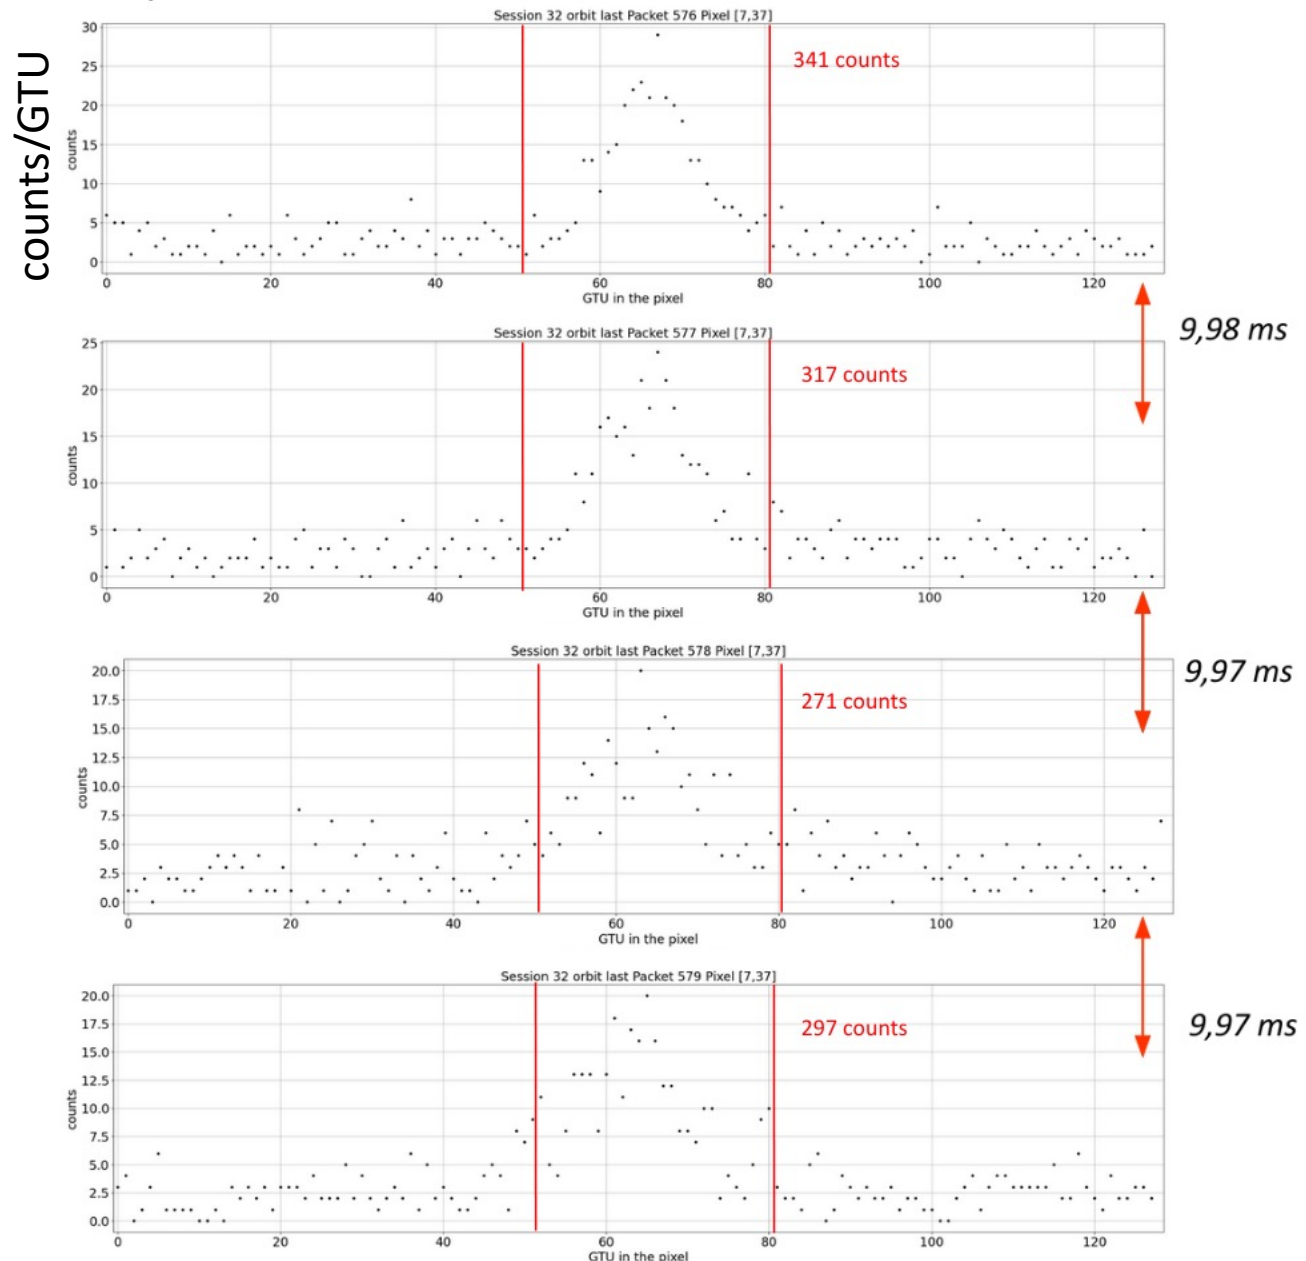 counts/GTU
Session 32 orbit last Packet 576 Pixel [7,37]
341 counts
30
25
20
15
10
5
0
counts
0 20 40 60 80 100 120
GTU in the pixel
9,98 ms
Session 32 orbit last Packet 577 Pixel [7,37]
317 counts
25
20
15
10
5
0
counts
0 20 40 60 80 100 120
GTU in the pixel
9,97 ms
Session 32 orbit last Packet 578 Pixel [7,37]
271 counts
20.0
17.5
15.0
12.5
10.0
7.5
5.0
2.5
0.0
counts
0 20 40 60 80 100 120
GTU in the pixel
9,97 ms
Session 32 orbit last Packet 579 Pixel [7,37]
297 counts
20.0
17.5
15.0
12.5
10.0
7.5
5.0
2.5
0.0
counts
0 20 40 60 80 100 120
GTU in the pixel